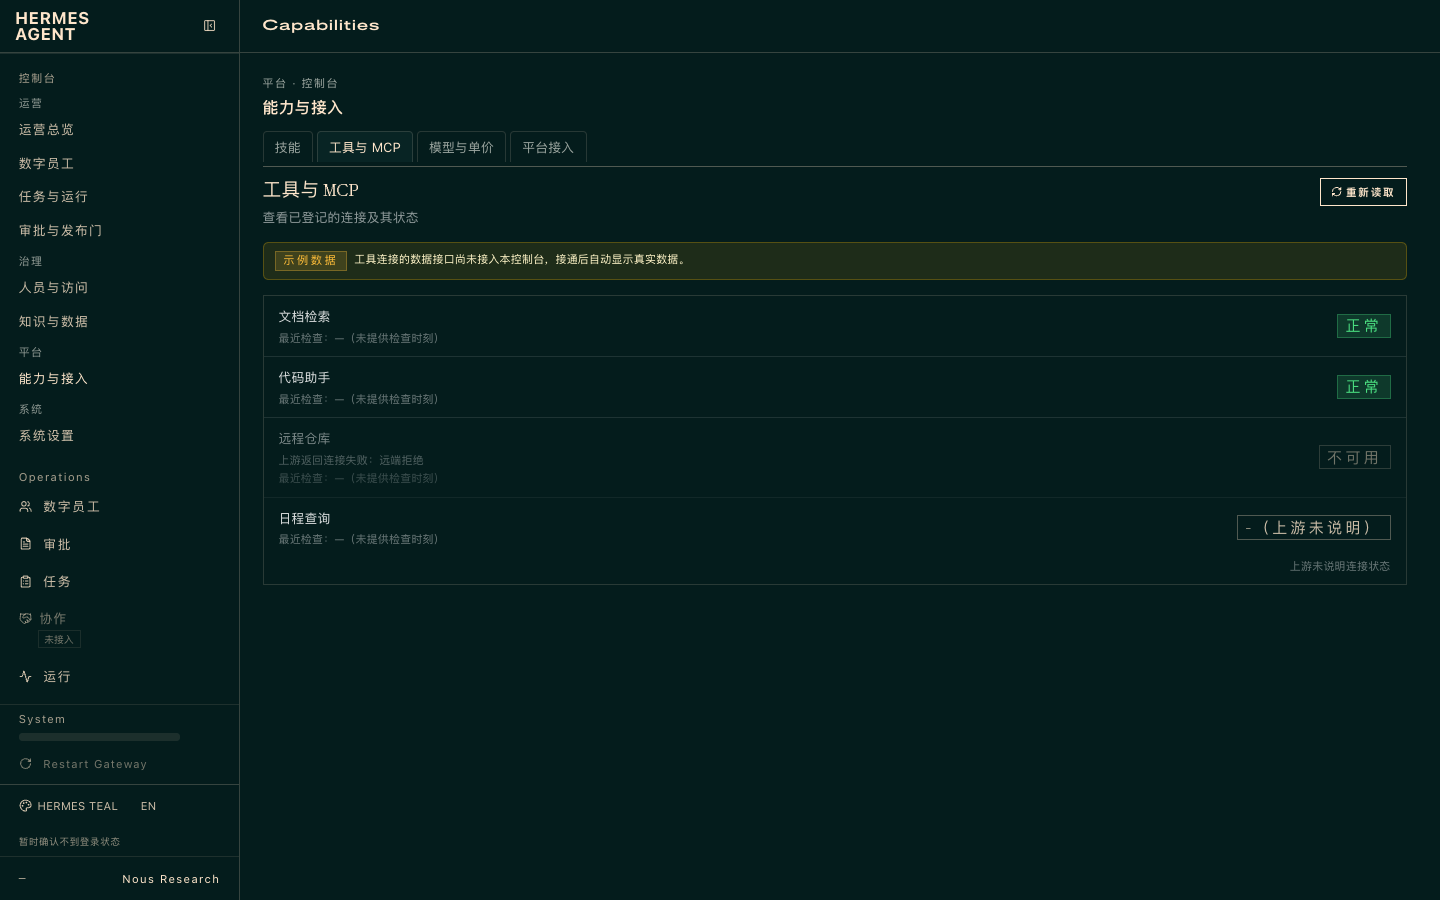 HERMES
AGENT
Capabilities
控制台
运营
运营总览
数字员工
任务与运行
审批与发布门
治理
人员与访问
知识与数据
平台
能力与接入
系统
系统设置
Operations
数字员工
审批
任务
协作
未接入
运行
System
Restart Gateway
HERMES TEAL EN
暂时确认不到登录状态
— Nous Research
平台 · 控制台
能力与接入
技能 工具与 MCP 模型与单价 平台接入
工具与 MCP
重新读取
查看已登记的连接及其状态
示例数据 工具连接的数据接口尚未接入本控制台，接通后自动显示真实数据。
文档检索
最近检查：—（未提供检查时刻）
正常
代码助手
最近检查：—（未提供检查时刻）
正常
远程仓库
上游返回连接失败：远端拒绝
最近检查：—（未提供检查时刻）
不可用
日程查询
最近检查：—（未提供检查时刻）
-（上游未说明）
上游未说明连接状态